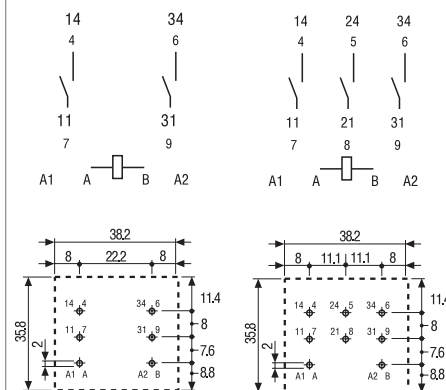 14 34
4 6
11 31
7 9
A1 A B A2
14 24 34
4 5 6
11 21 31
7 8 9
A1 A B A2
38.2
8 22.2 8
35.8
2
14 4 34 6
11 7 31 9
A1 A A2 B
11.4
8
7.6
8.8
38.2
8 11.1 11.1 8
35.8
2
14 4 24 5 34 6
11 7 21 8 31 9
A1 A A2 B
11.4
8
7.6
8.8